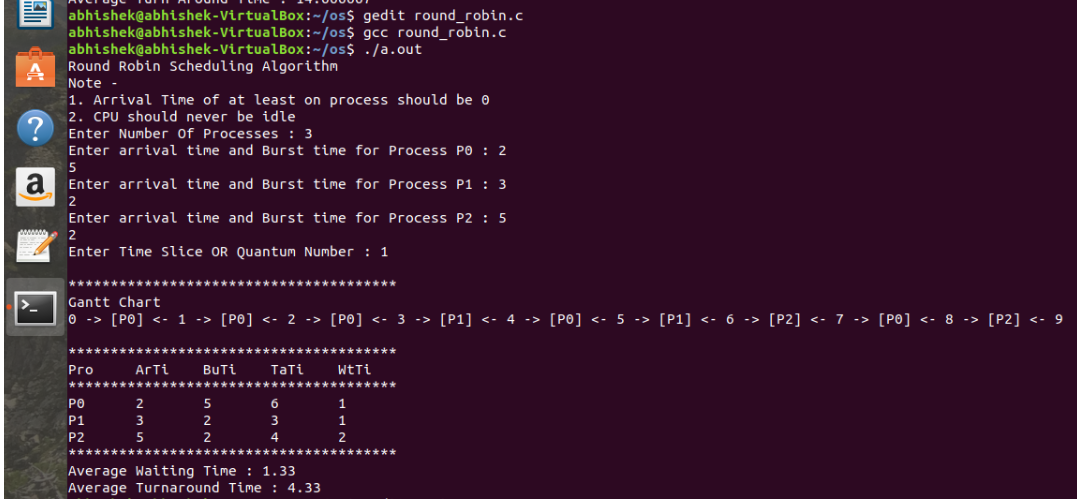 Average Turn Around Time : 14.666667
abhishek@abhishek-VirtualBox:~/os$ gedit round_robin.c
abhishek@abhishek-VirtualBox:~/os$ gcc round_robin.c
abhishek@abhishek-VirtualBox:~/os$ ./a.out
Round Robin Scheduling Algorithm
Note -
1. Arrival Time of at least on process should be 0
2. CPU should never be idle
Enter Number Of Processes : 3
Enter arrival time and Burst time for Process P0 : 2
5
Enter arrival time and Burst time for Process P1 : 3
2
Enter arrival time and Burst time for Process P2 : 5
2
Enter Time Slice OR Quantum Number : 1
***************************************
Gantt Chart
0 -> [P0] <- 1 -> [P0] <- 2 -> [P0] <- 3 -> [P1] <- 4 -> [P0] <- 5 -> [P1] <- 6 -> [P2] <- 7 -> [P0] <- 8 -> [P2] <- 9
***************************************
Pro ArTi BuTi TaTi WtTi
***************************************
P0 2 5 6 1
P1 3 2 3 1
P2 5 2 4 2
***************************************
Average Waiting Time : 1.33
Average Turnaround Time : 4.33